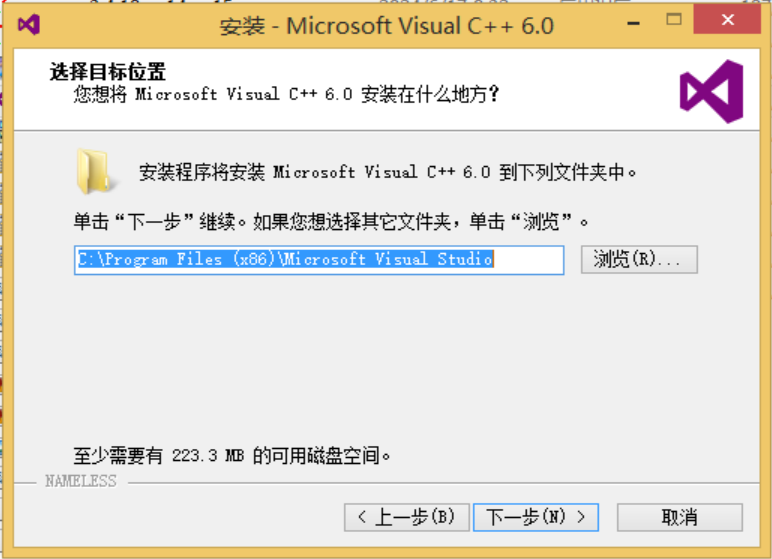 安装 - Microsoft Visual C++ 6.0
选择目标位置
您想将 Microsoft Visual C++ 6.0 安装在什么地方?
安装程序将安装 Microsoft Visual C++ 6.0 到下列文件夹中。
单击“下一步”继续。如果您想选择其它文件夹，单击“浏览”。
C:\Program Files (x86)\Microsoft Visual Studio
浏览(R)...
至少需要有 223.3 MB 的可用磁盘空间。
NAMELESS
< 上一步(B)
下一步(N) >
取消